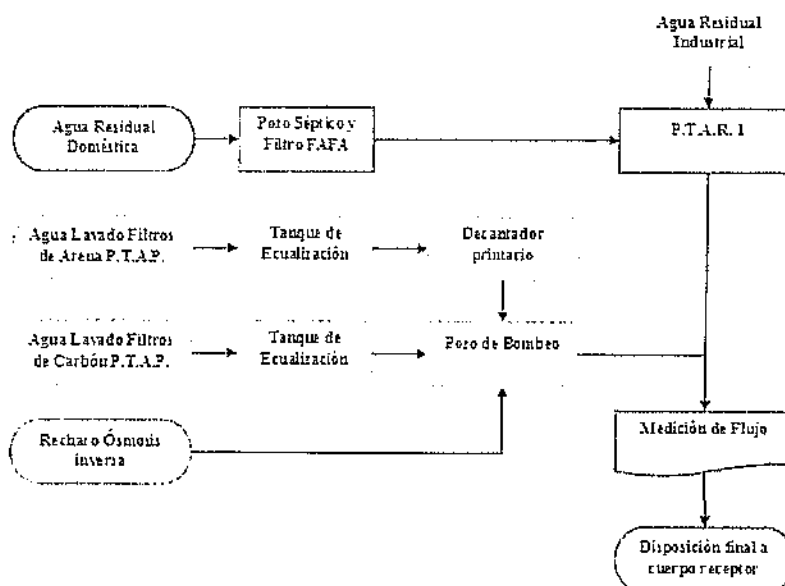 Agua Residual
Industrial
Agua Residual
Doméstica
Pozo Séptico y
Filtro FAFA
P.T.A.R. 1
Agua Lavado Filtros
de Arena P.T.A.P.
Tanque de
Ecualización
Decantador
primario
Agua Lavado Filtros
de Carbón P.T.A.P.
Tanque de
Ecualización
Pozo de Bombeo
Rechazo Ósmosis
inversa
Medición de Flujo
Disposición final a
cuerpo receptor